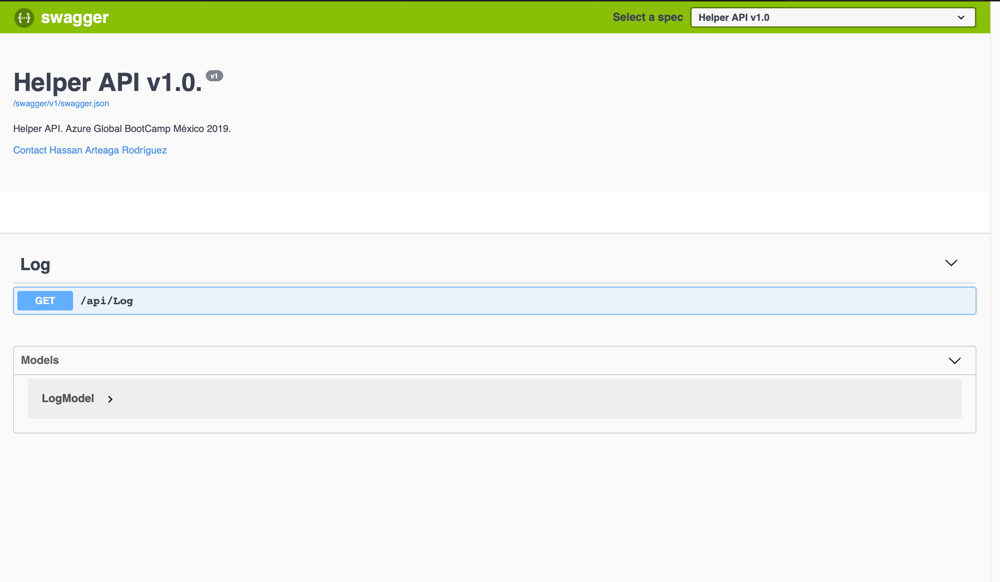 swagger
Select a spec
Helper API v1.0
Helper API v1.0. v1
/swagger/v1/swagger.json
Helper API. Azure Global BootCamp México 2019.
Contact Hassan Arteaga Rodríguez
Log
GET /api/Log
Models
LogModel